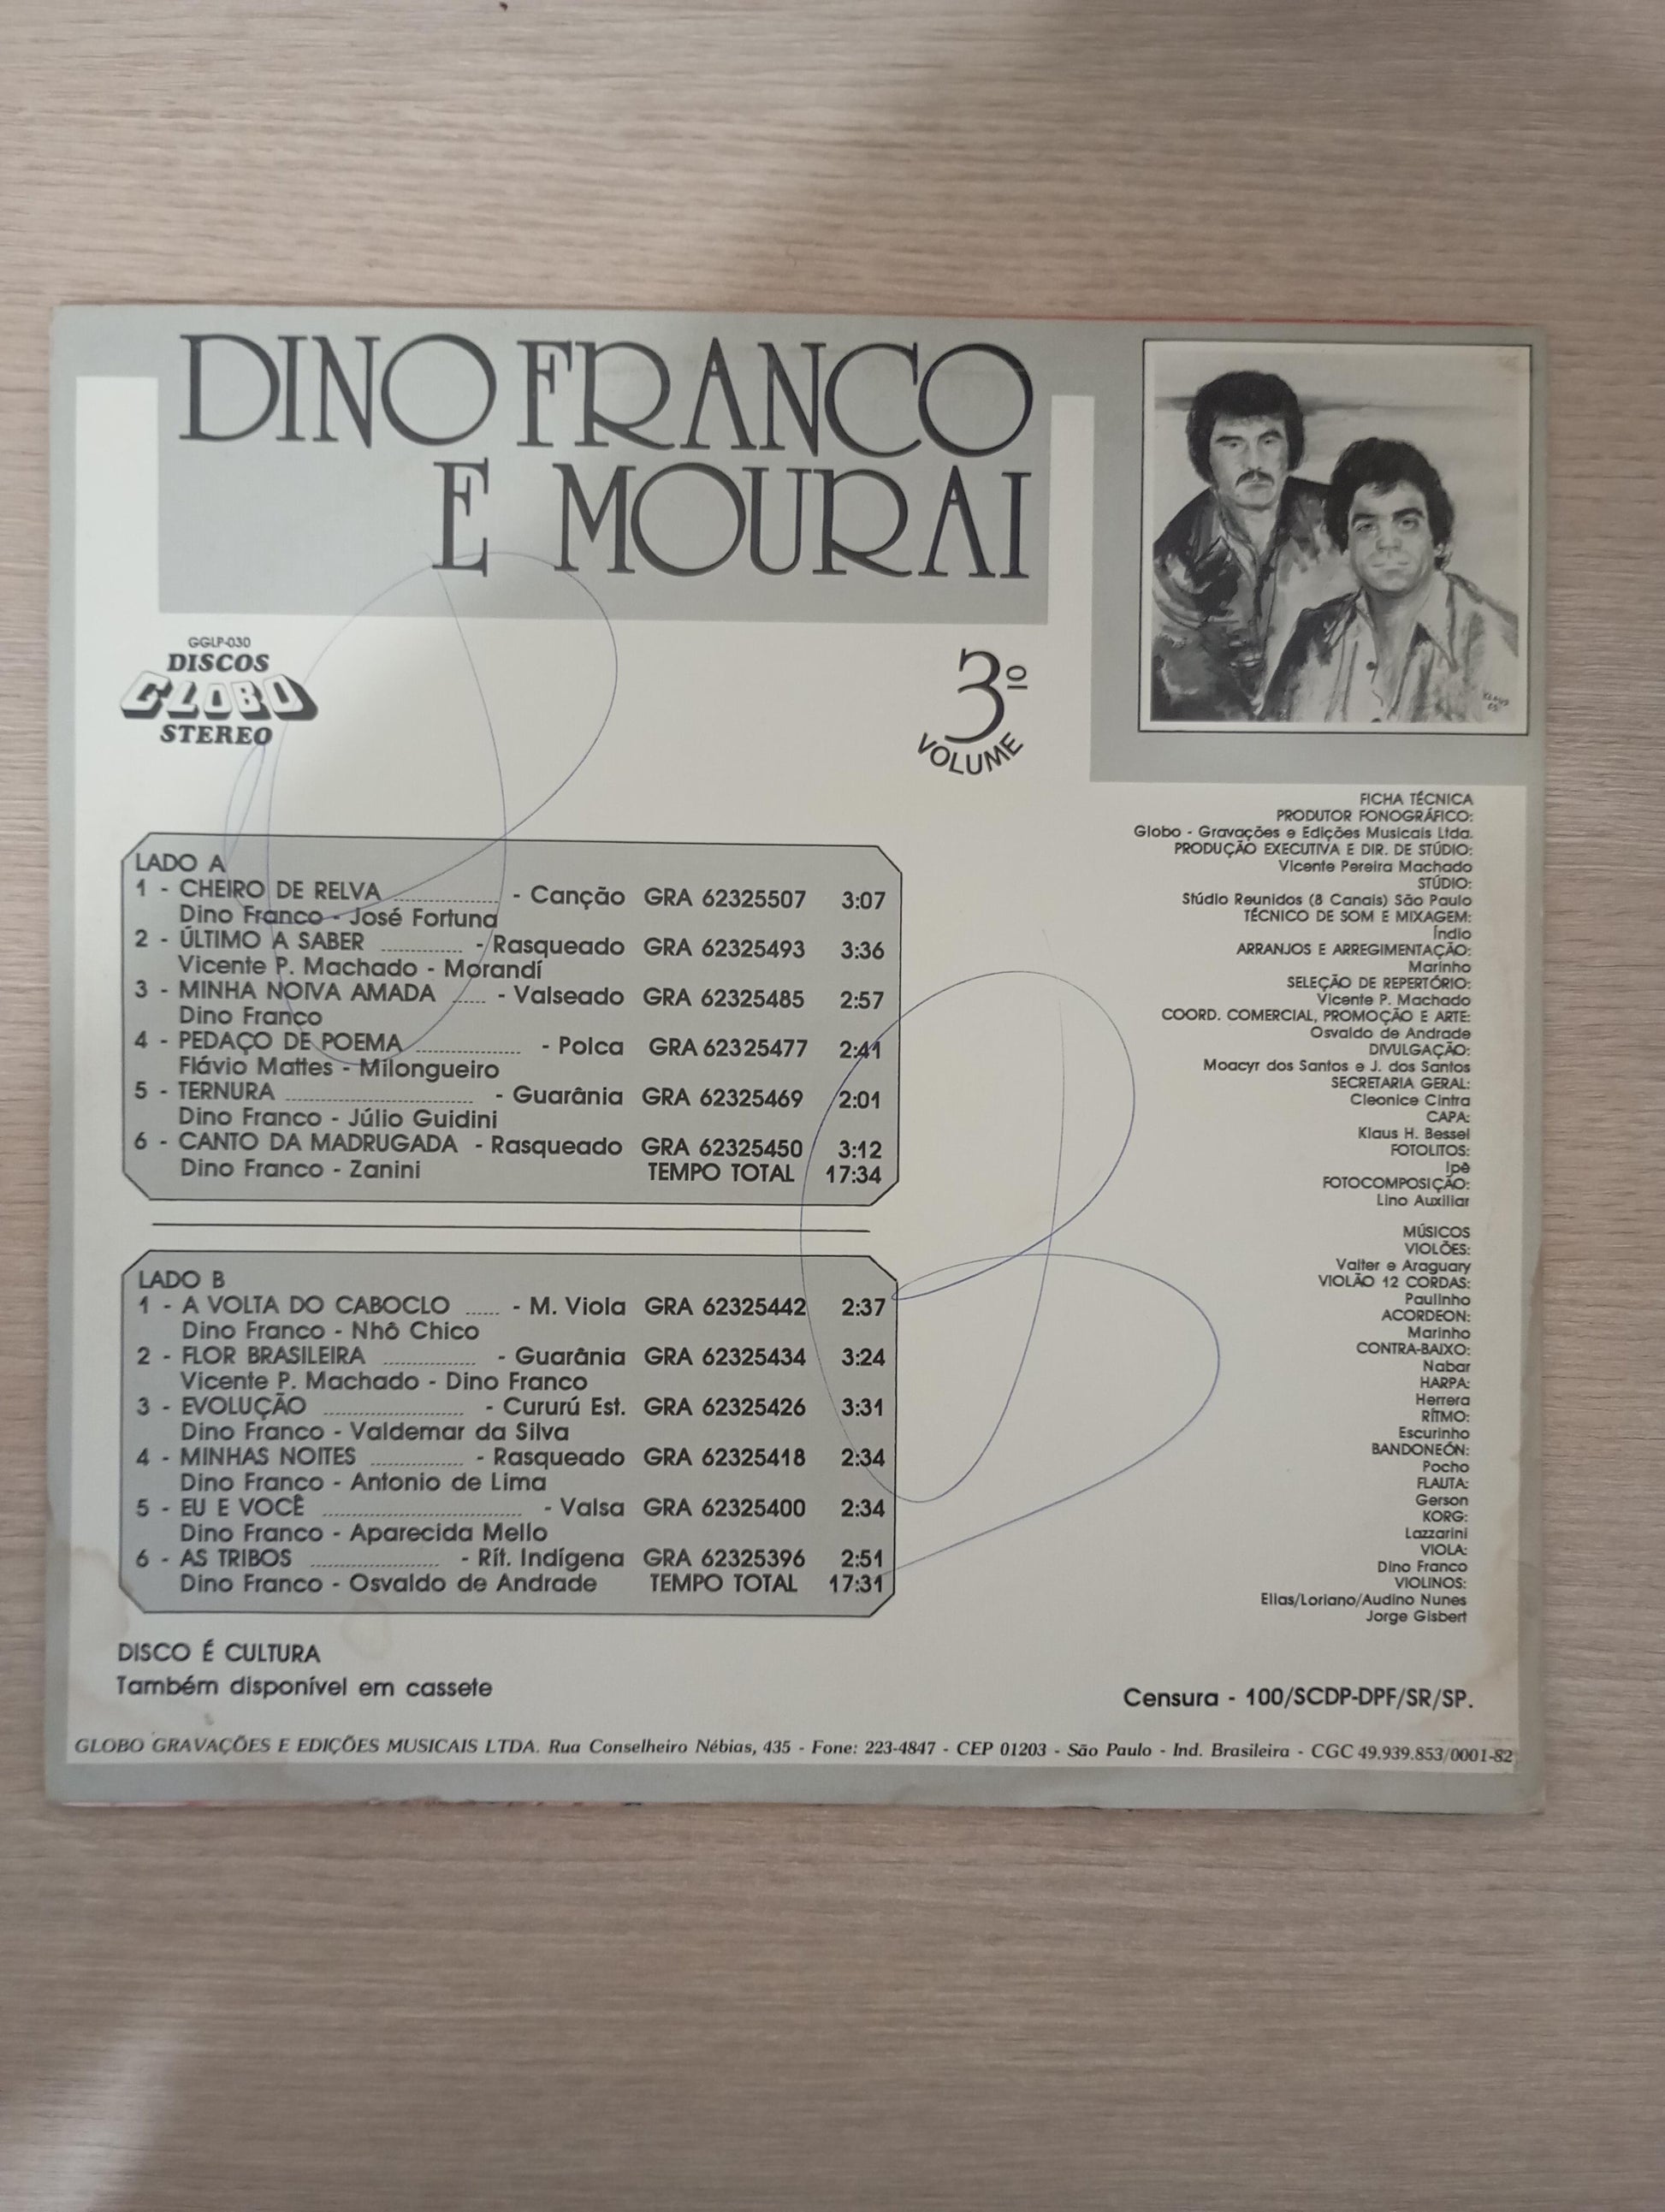 DINO FRANCO
E MOURAI
GGLP-030
DISCOS
GLOBO
STEREO
3º
VOLUME
LADO A
1 - CHEIRO DE RELVA .................. - Canção GRA 62325507 3:07
Dino Franco - José Fortuna
2 - ÚLTIMO A SABER .............. - Rasqueado GRA 62325493 3:36
Vicente P. Machado - Morandí
3 - MINHA NOIVA AMADA ...... - Valseado GRA 62325485 2:57
Dino Franco
4 - PEDAÇO DE POEMA .................. - Polca GRA 62325477 2:41
Flávio Mattes - Milongueiro
5 - TERNURA ................................ - Guarânia GRA 62325469 2:01
Dino Franco - Júlio Guidini
6 - CANTO DA MADRUGADA - Rasqueado GRA 62325450 3:12
Dino Franco - Zanini TEMPO TOTAL 17:34
LADO B
1 - A VOLTA DO CABOCLO ...... - M. Viola GRA 62325442 2:37
Dino Franco - Nhô Chico
2 - FLOR BRASILEIRA ................ - Guarânia GRA 62325434 3:24
Vicente P. Machado - Dino Franco
3 - EVOLUÇÃO ........................ - Cururú Est. GRA 62325426 3:31
Dino Franco - Valdemar da Silva
4 - MINHAS NOITES ................ - Rasqueado GRA 62325418 2:34
Dino Franco - Antonio de Lima
5 - EU E VOCÊ .................................. - Valsa GRA 62325400 2:34
Dino Franco - Aparecida Mello
6 - AS TRIBOS ...................... - Rít. Indígena GRA 62325396 2:51
Dino Franco - Osvaldo de Andrade TEMPO TOTAL 17:31
DISCO É CULTURA
Também disponível em cassete
FICHA TÉCNICA
PRODUTOR FONOGRÁFICO:
Globo - Gravações e Edições Musicais Ltda.
PRODUÇÃO EXECUTIVA E DIR. DE STÚDIO:
Vicente Pereira Machado
STÚDIO:
Stúdio Reunidos (8 Canais) São Paulo
TÉCNICO DE SOM E MIXAGEM:
Índio
ARRANJOS E ARREGIMENTAÇÃO:
Marinho
SELEÇÃO DE REPERTÓRIO:
Vicente P. Machado
COORD. COMERCIAL, PROMOÇÃO E ARTE:
Osvaldo de Andrade
DIVULGAÇÃO:
Moacyr dos Santos e J. dos Santos
SECRETARIA GERAL:
Cleonice Cintra
CAPA:
Klaus H. Bessel
FOTOLITOS:
Ipê
FOTOCOMPOSIÇÃO:
Lino Auxiliar
MÚSICOS
VIOLÕES:
Valter e Araguary
VIOLÃO 12 CORDAS:
Paulinho
ACORDEON:
Marinho
CONTRA-BAIXO:
Nabar
HARPA:
Herrera
RÍTMO:
Escurinho
BANDONEÓN:
Pocho
FLAUTA:
Gerson
KORG:
Lazzarini
VIOLA:
Dino Franco
VIOLINOS:
Elias/Loriano/Audino Nunes
Jorge Gisbert
Censura - 100/SCDP-DPF/SR/SP.
GLOBO GRAVAÇÕES E EDIÇÕES MUSICAIS LTDA. Rua Conselheiro Nébias, 435 - Fone: 223-4847 - CEP 01203 - São Paulo - Ind. Brasileira - CGC 49.939.853/0001-82